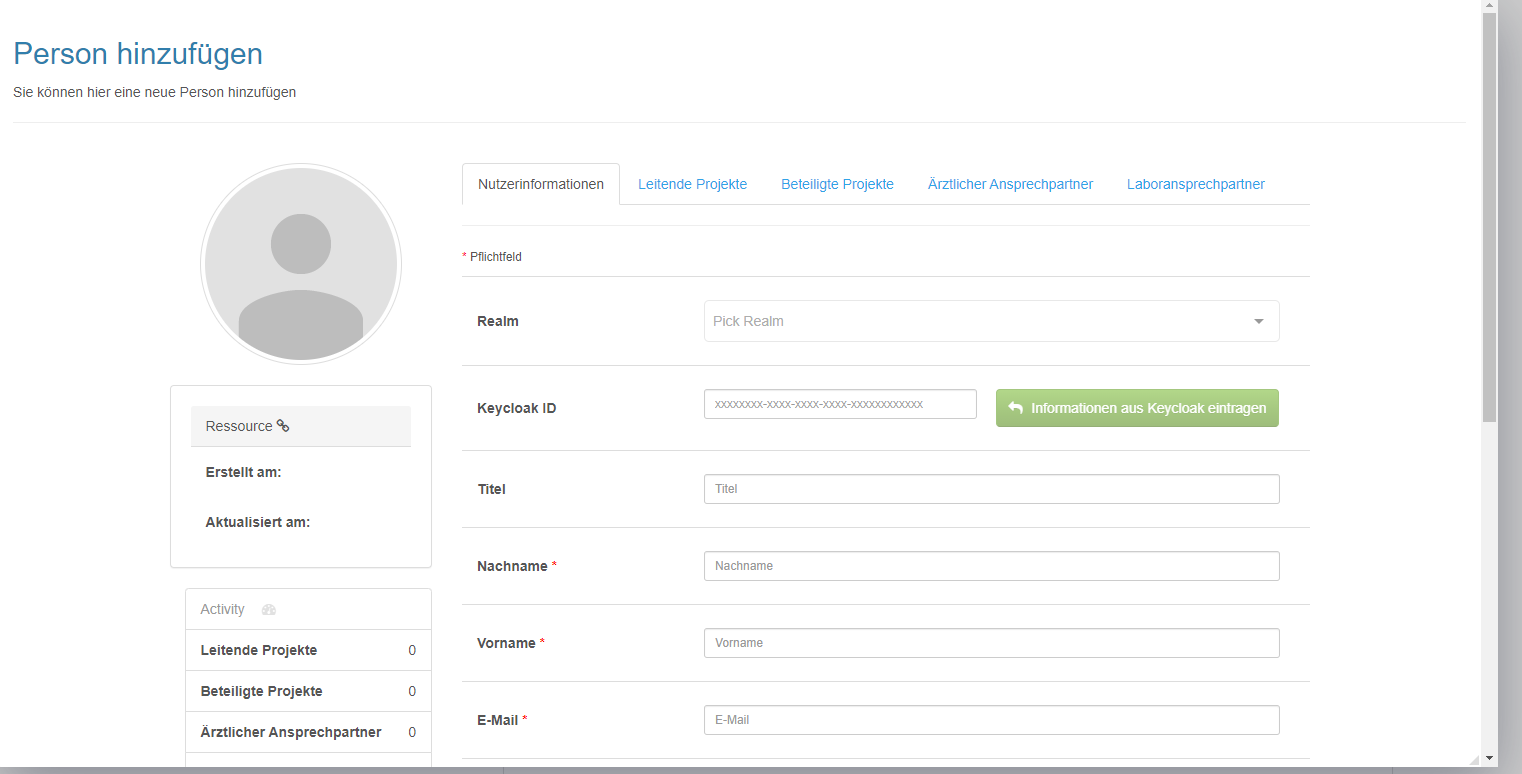 Person hinzufügen
Sie können hier eine neue Person hinzufügen
Nutzerinformationen Leitende Projekte Beteiligte Projekte Ärztlicher Ansprechpartner Laboransprechpartner
* Pflichtfeld
Realm Pick Realm
Keycloak ID xxxxxxxx-xxxx-xxxx-xxxx-xxxxxxxxxxxx Informationen aus Keycloak eintragen
Titel Titel
Nachname * Nachname
Vorname * Vorname
E-Mail * E-Mail
Ressource
Erstellt am:
Aktualisiert am:
Activity
Leitende Projekte 0
Beteiligte Projekte 0
Ärztlicher Ansprechpartner 0